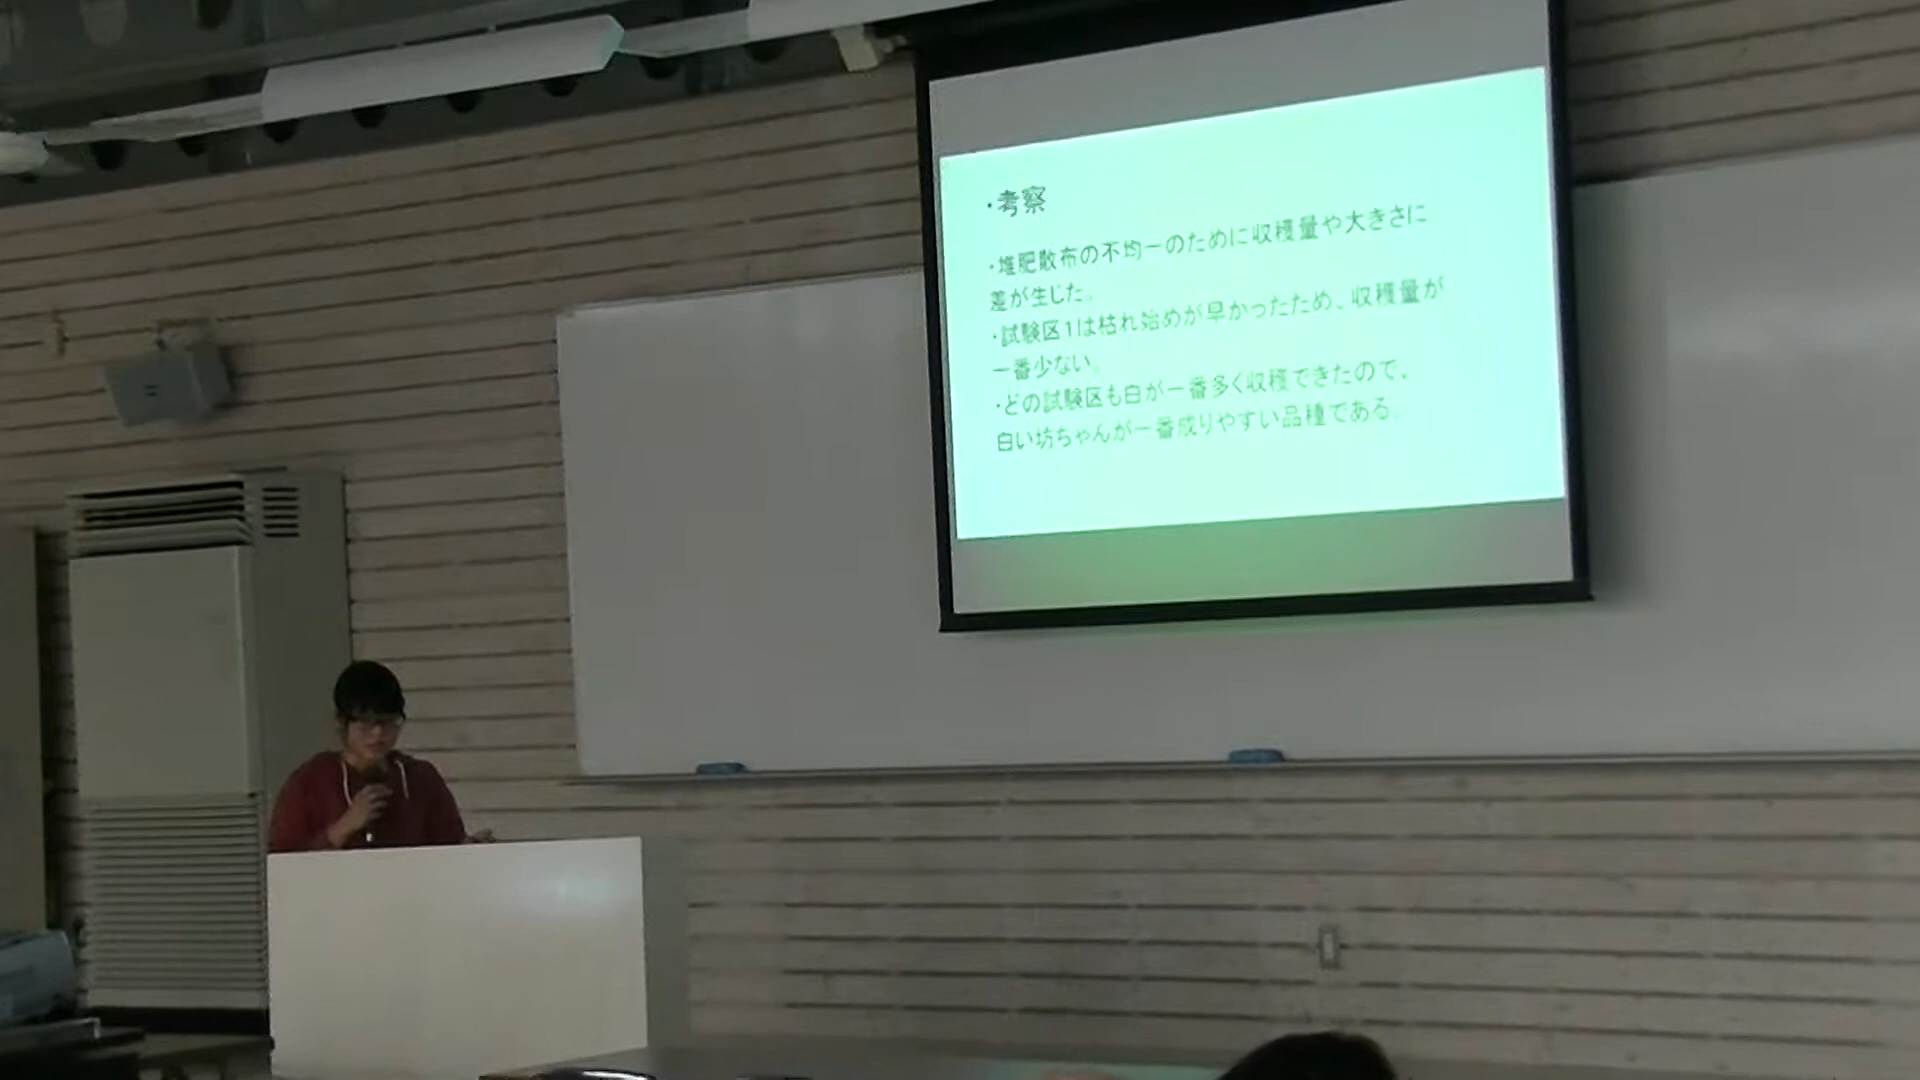 ・考察
・堆肥散布の不均一のために収穫量や大きさに
差が生じた。
・試験区1は枯れ始めが早かったため、収穫量が
一番少ない。
・どの試験区も白が一番多く収穫できたので、
白い坊ちゃんが一番成りやすい品種である。